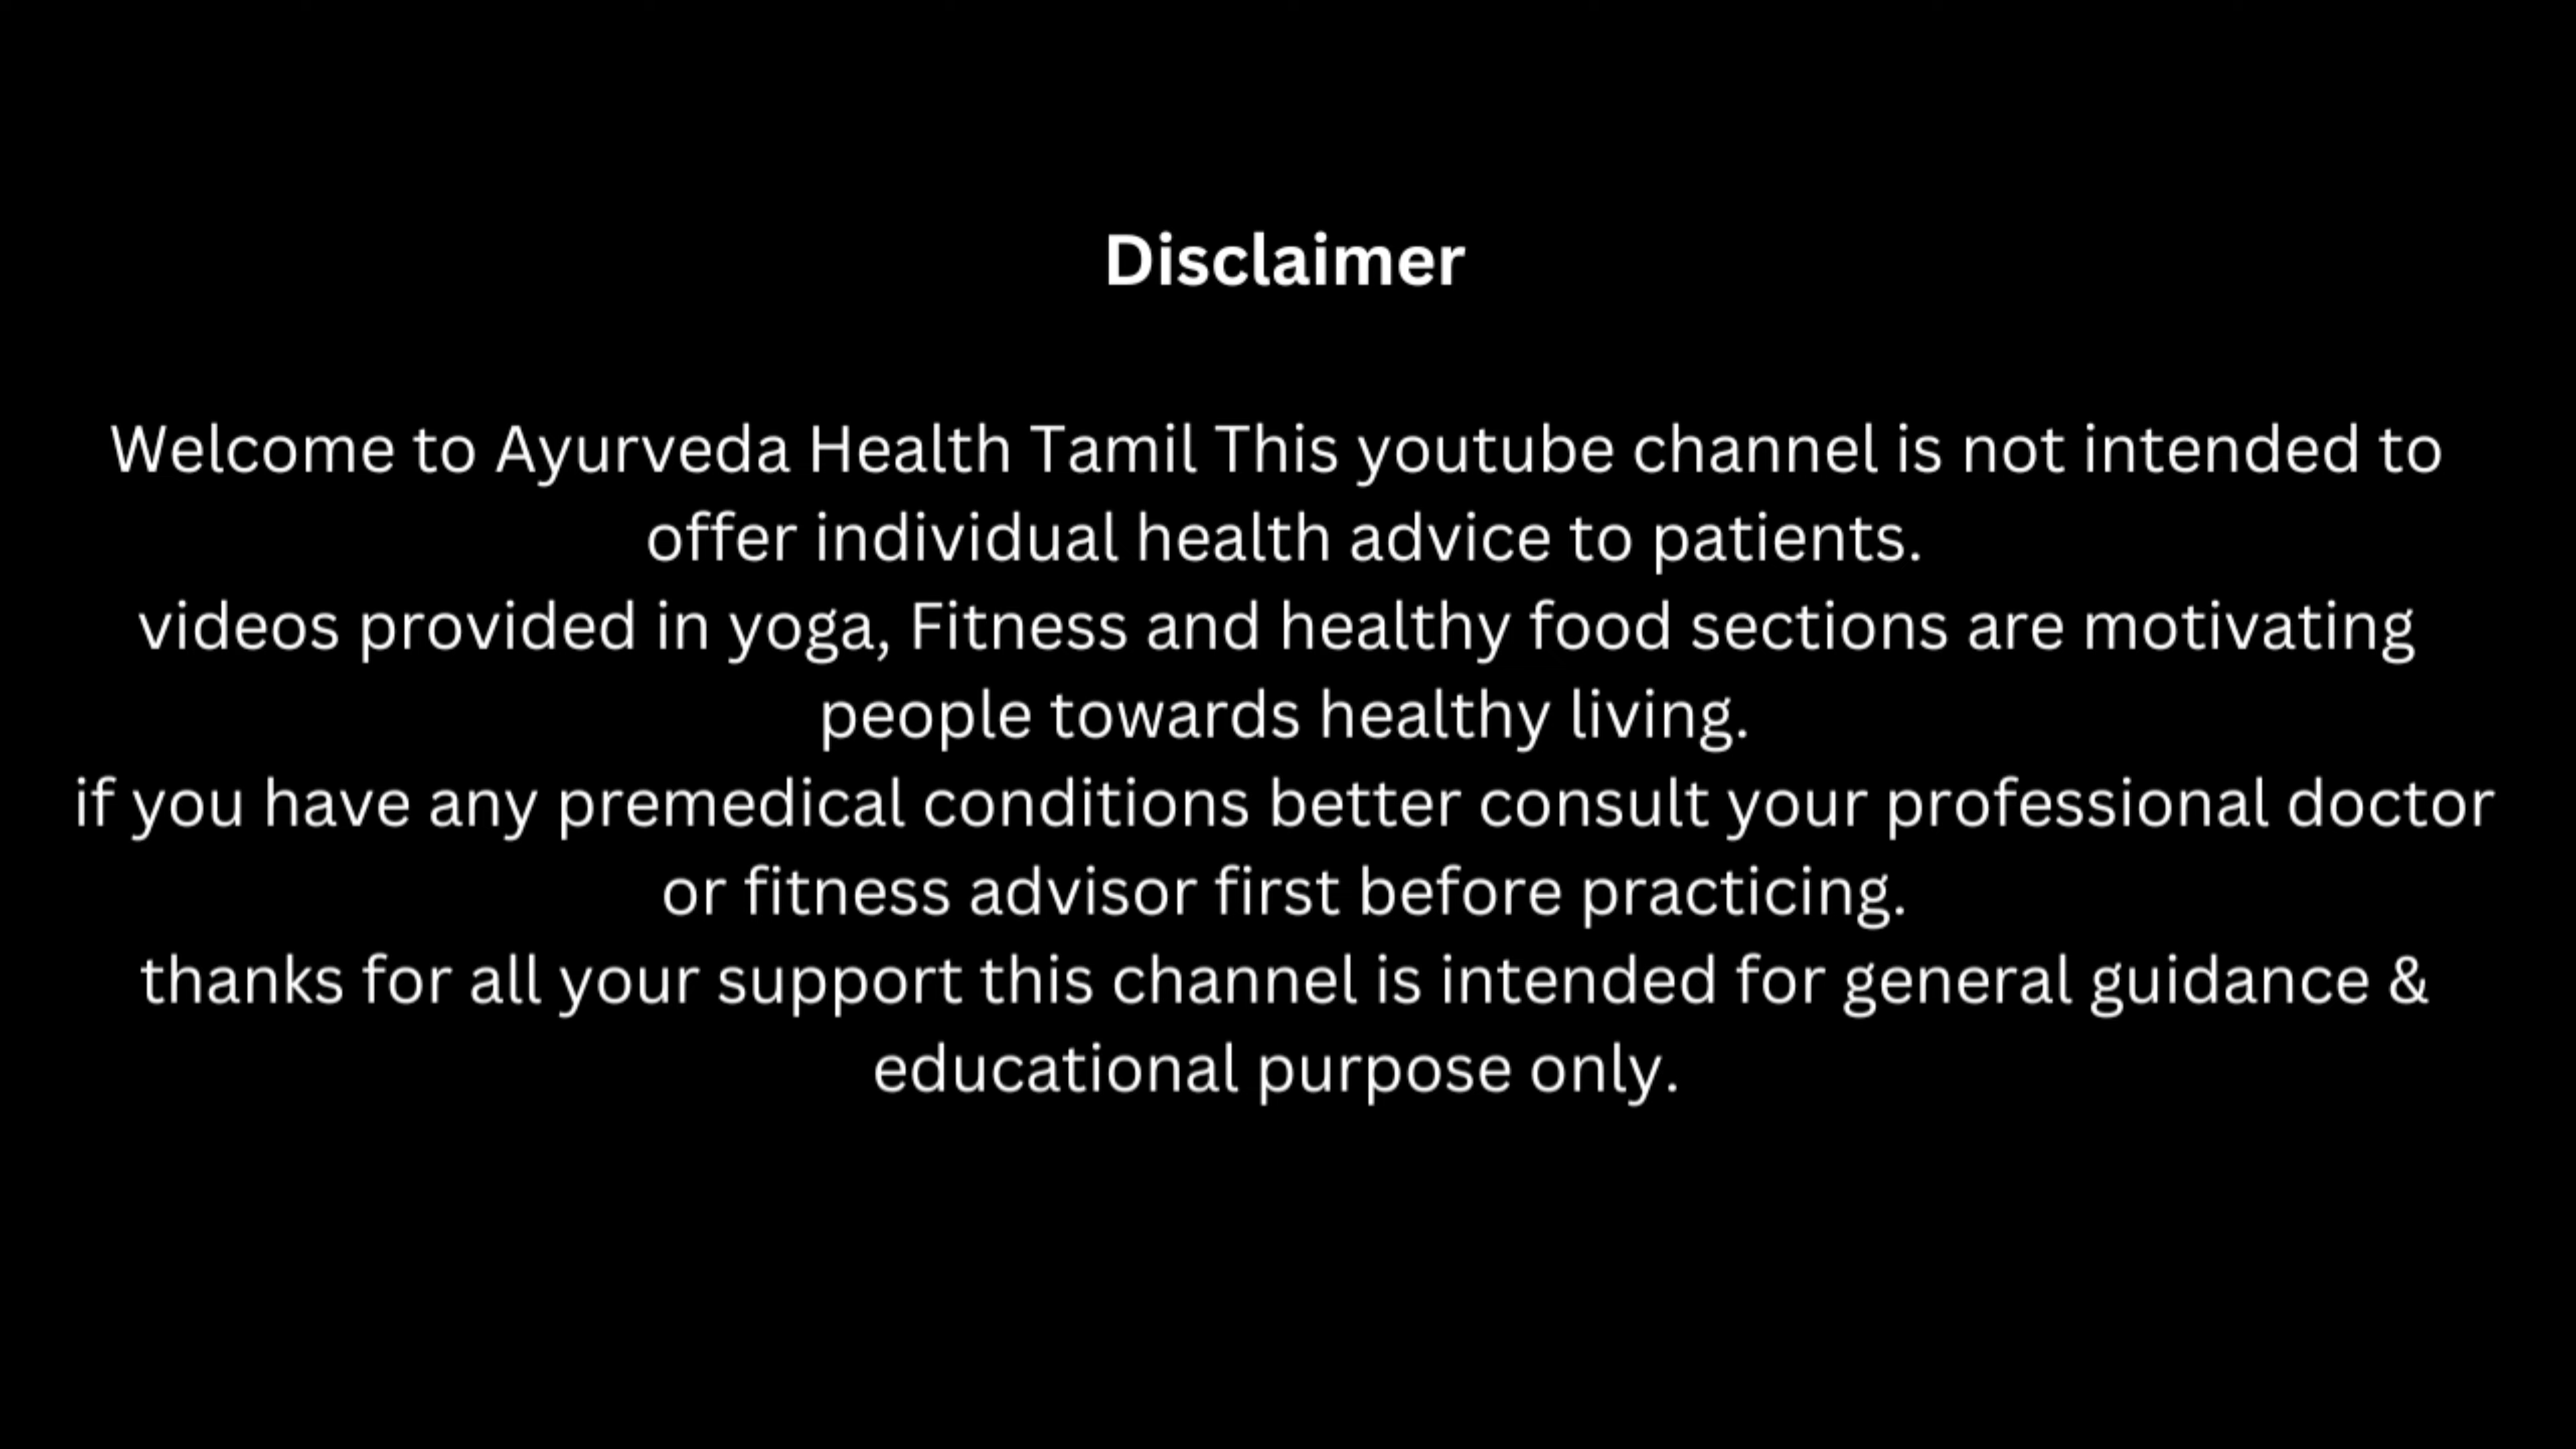 Disclaimer
Welcome to Ayurveda Health Tamil This youtube channel is not intended to
offer individual health advice to patients.
videos provided in yoga, Fitness and healthy food sections are motivating
people towards healthy living.
if you have any premedical conditions better consult your professional doctor
or fitness advisor first before practicing.
thanks for all your support this channel is intended for general guidance &
educational purpose only.